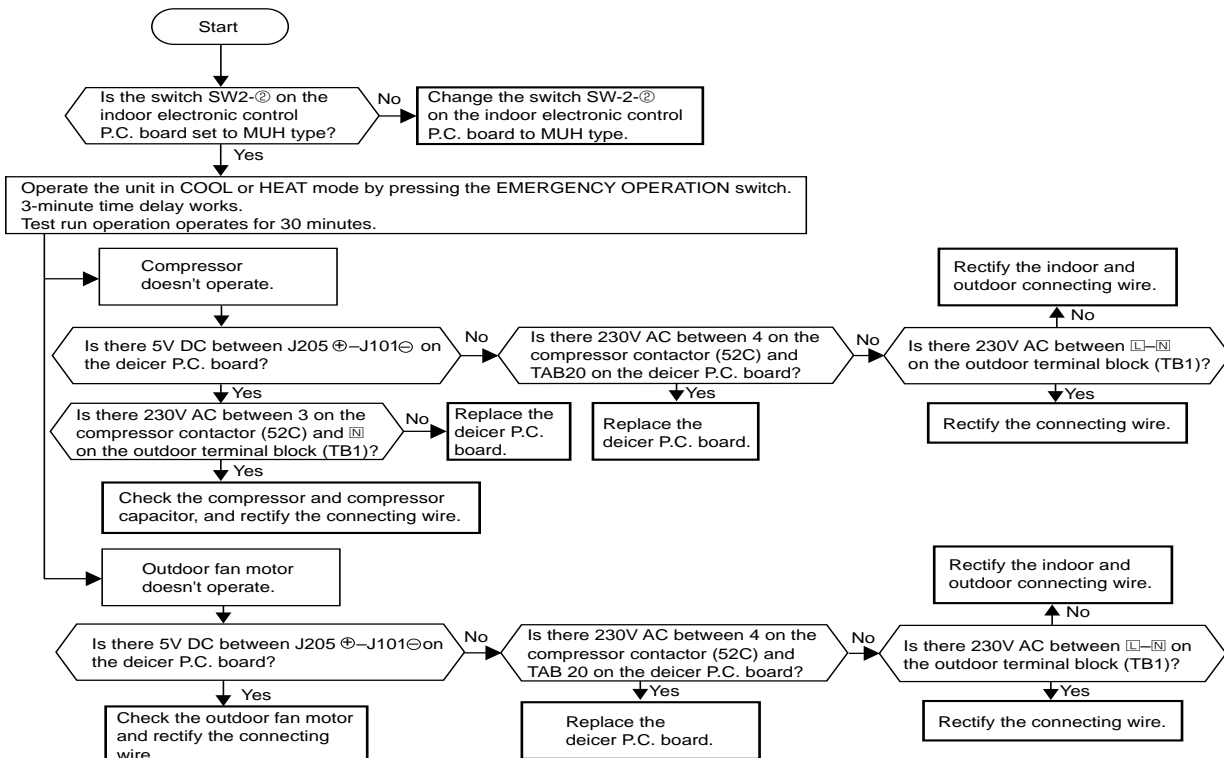 Start
Is the switch SW2-② on the
indoor electronic control
P.C. board set to MUH type?
No
Change the switch SW-2-②
on the indoor electronic control
P.C. board to MUH type.
Yes
Operate the unit in COOL or HEAT mode by pressing the EMERGENCY OPERATION switch.
3-minute time delay works.
Test run operation operates for 30 minutes.
Compressor
doesn't operate.
Rectify the indoor and
outdoor connecting wire.
No
Is there 5V DC between J205 ⊕–J101⊖ on
the deicer P.C. board?
No
Is there 230V AC between 4 on the
compressor contactor (52C) and
TAB20 on the deicer P.C. board?
No
Is there 230V AC between 🄻–🄽
on the outdoor terminal block (TB1)?
Yes
Yes
Yes
Is there 230V AC between 3 on the
compressor contactor (52C) and 🄽
on the outdoor terminal block (TB1)?
No
Replace the
deicer P.C.
board.
Replace the
deicer P.C. board.
Rectify the connecting wire.
Yes
Check the compressor and compressor
capacitor, and rectify the connecting wire.
Outdoor fan motor
doesn't operate.
Rectify the indoor and
outdoor connecting wire.
No
Is there 5V DC between J205 ⊕–J101⊖on
the deicer P.C. board?
No
Is there 230V AC between 4 on the
compressor contactor (52C) and
TAB 20 on the deicer P.C. board?
No
Is there 230V AC between 🄻–🄽 on
the outdoor terminal block (TB1)?
Yes
Yes
Yes
Check the outdoor fan motor
and rectify the connecting
wire
Replace the
deicer P.C. board.
Rectify the connecting wire.